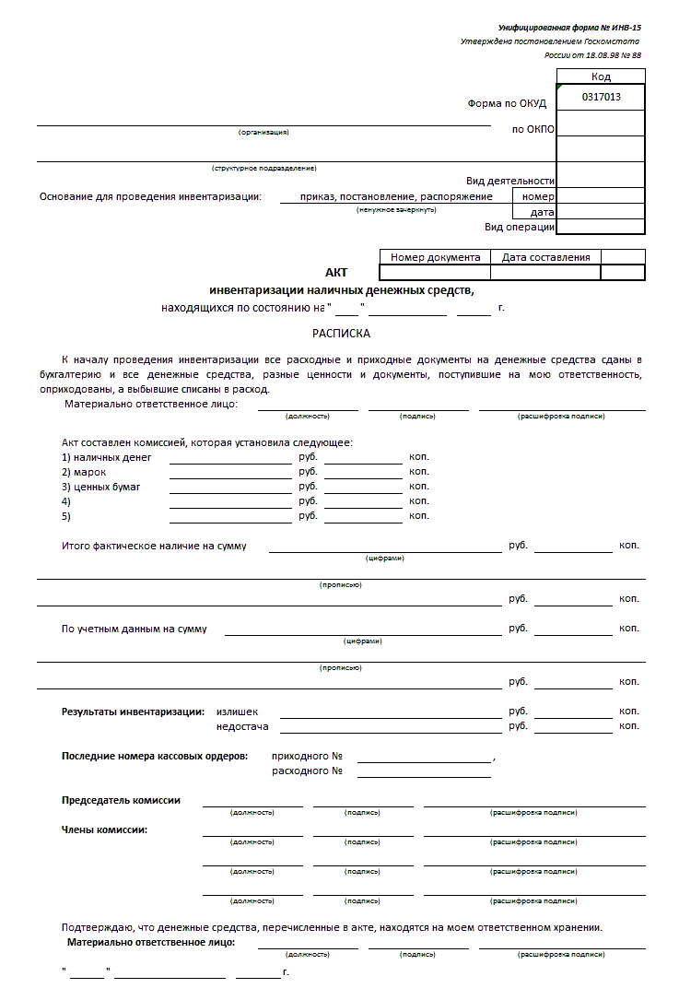 Унифицированная форма № ИНВ-15
Утверждена постановлением Госкомстата
России от 18.08.98 № 88
Код
Форма по ОКУД 0317013
по ОКПО
(организация)
(структурное подразделение)
Вид деятельности
Основание для проведения инвентаризации: приказ, постановление, распоряжение номер
(ненужное зачеркнуть)
дата
Вид операции
Номер документа Дата составления
АКТ
инвентаризации наличных денежных средств,
находящихся по состоянию на " " г.
РАСПИСКА
К началу проведения инвентаризации все расходные и приходные документы на денежные средства сданы в
бухгалтерию и все денежные средства, разные ценности и документы, поступившие на мою ответственность,
оприходованы, а выбывшие списаны в расход.
Материально ответственное лицо:
(должность) (подпись) (расшифровка подписи)
Акт составлен комиссией, которая установила следующее:
1) наличных денег руб. коп.
2) марок руб. коп.
3) ценных бумаг руб. коп.
4) руб. коп.
5) руб. коп.
Итого фактическое наличие на сумму руб. коп.
(цифрами)
(прописью)
руб. коп.
По учетным данным на сумму руб. коп.
(цифрами)
(прописью)
руб. коп.
Результаты инвентаризации: излишек руб. коп.
недостача руб. коп.
Последние номера кассовых ордеров: приходного № ,
расходного №
Председатель комиссии
(должность) (подпись) (расшифровка подписи)
Члены комиссии:
(должность) (подпись) (расшифровка подписи)
(должность) (подпись) (расшифровка подписи)
(должность) (подпись) (расшифровка подписи)
Подтверждаю, что денежные средства, перечисленные в акте, находятся на моем ответственном хранении.
Материально ответственное лицо:
(должность) (подпись) (расшифровка подписи)
" " г.